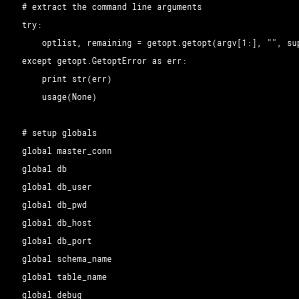 # extract the command line arguments
try:
optlist, remaining = getopt.getopt(argv[1:], "", sup
except getopt.GetoptError as err:
print str(err)
usage(None)
# setup globals
global master_conn
global db
global db_user
global db_pwd
global db_host
global db_port
global schema_name
global table_name
global debug